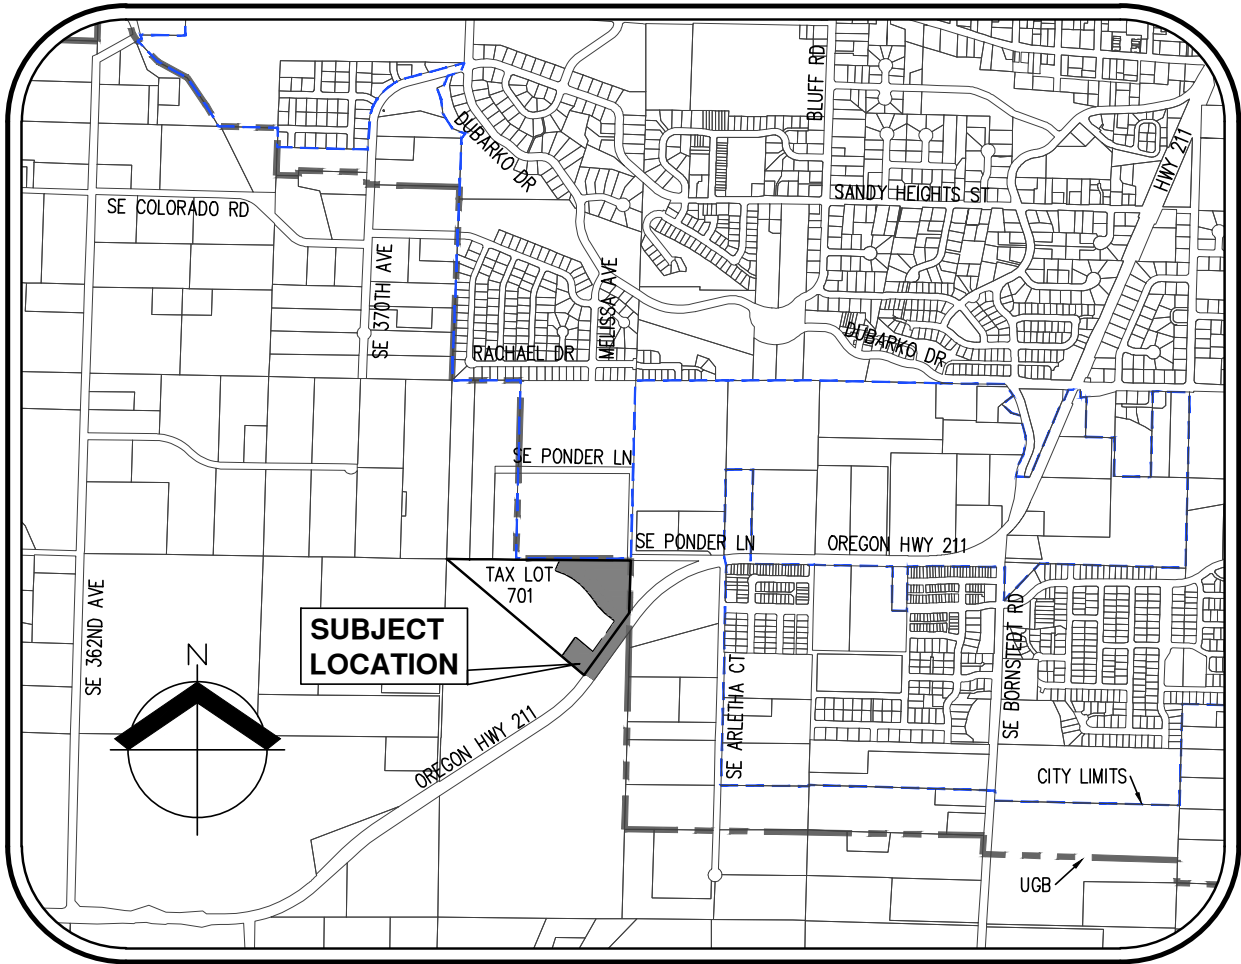 BLUFF RD
DUBARKO DR
HWY 211
SANDY HEIGHTS ST
SE COLORADO RD
SE 370TH AVE
MELISSA AVE
RACHAEL DR
DUBARKO DR
SE PONDER LN
SE PONDER LN
OREGON HWY 211
TAX LOT
701
SE 362ND AVE
SUBJECT
LOCATION
N
SE ARLETHA CT
SE BORNSTEDT RD
OREGON HWY 211
CITY LIMITS
UGB